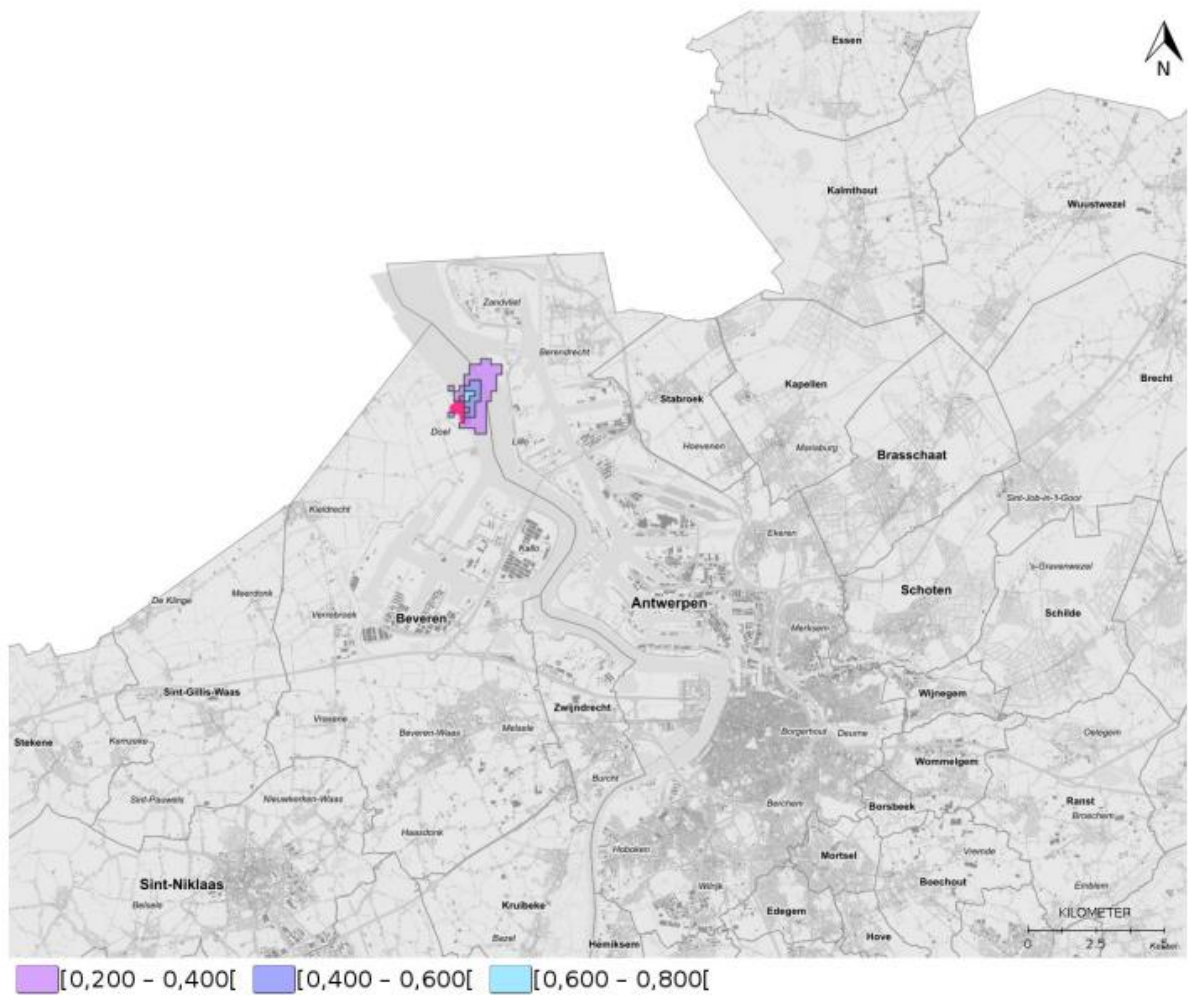 Essen
N
Kalmthout
Wuustwezel
Zandvliet
Berendrecht
Brecht
Kapellen
Stabroek
Doel
Lillo
Hoevenen
Mariaburg
Brasschaat
Sint-Job-in-'t-Goor
Kieldrecht
Ekeren
Kallo
's-Gravenwezel
De Klinge
Meerdonk
Schoten
Antwerpen
Verrebroek
Beveren
Schilde
Merksem
Sint-Gillis-Waas
Wijnegem
Zwijndrecht
Vrasene
Melsele
Stekene
Kemzeke
Beveren-Waas
Borgerhout
Deurne
Oelegem
Wommelgem
Burcht
Sint-Pauwels
Nieuwkerken-Waas
Berchem
Borsbeek
Ranst
Broechem
Haasdonk
Hoboken
Mortsel
Vremde
Sint-Niklaas
Boechout
Wilrijk
Emblem
Belsele
Kruibeke
Edegem
KILOMETER
Bazel
Hemiksem
Hove
0 2.5 5
[0,200 – 0,400[ [0,400 – 0,600[ [0,600 – 0,800[